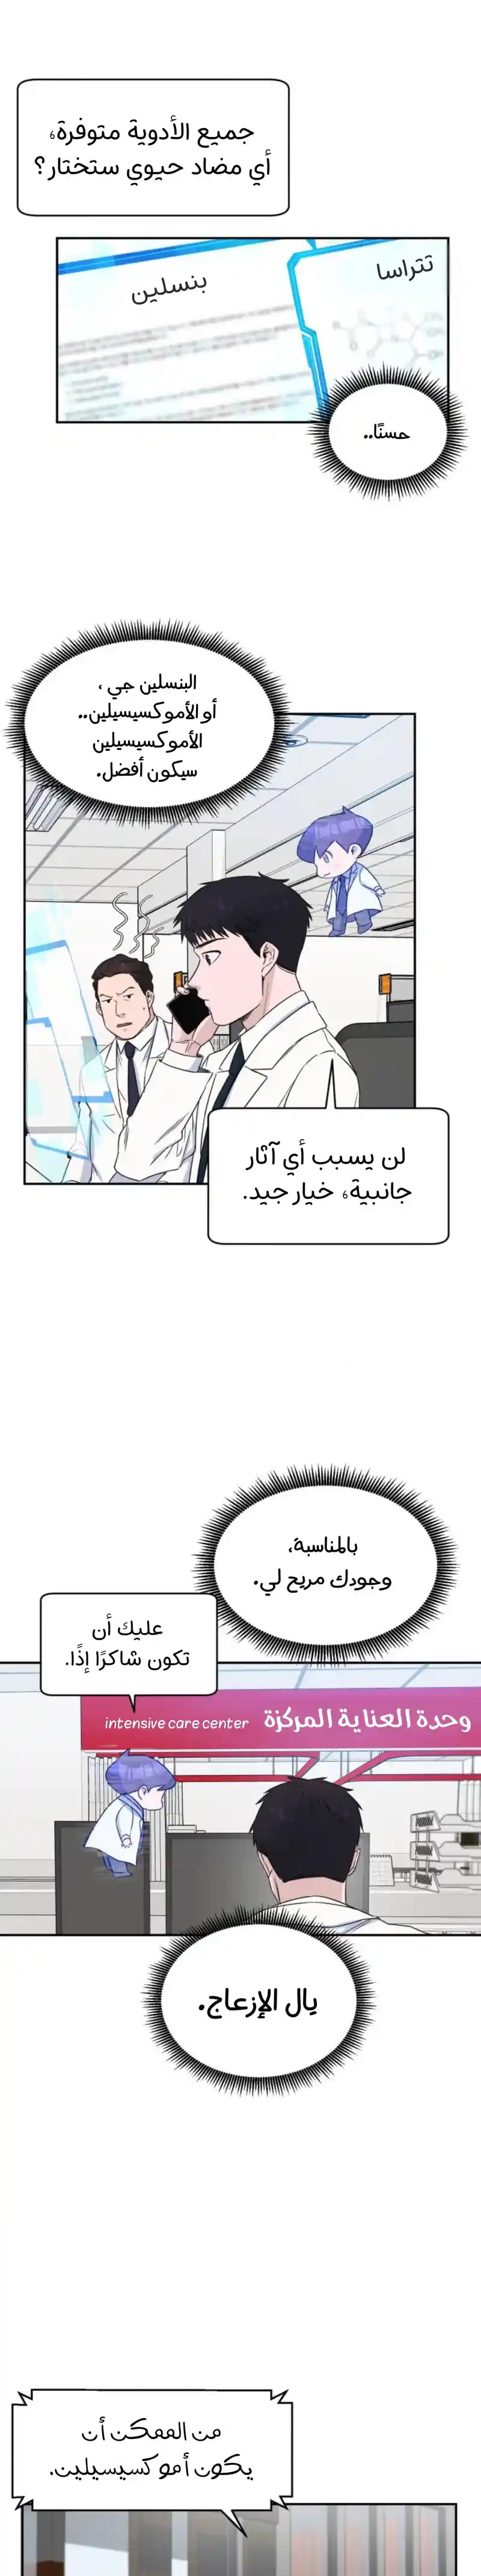 جميع الأدوية متوفرة،
أي مضاد حيوي ستختار؟
تتراسا
بنسلين
حسنًا..
البنسلين جي ،
أو الأموكسيسيلين..
الأموكسيسيلين
سيكون أفضل.
لن يسبب أي آثار
جانبية، خيار جيد.
بالمناسبة،
وجودك مريح لي.
عليك أن
تكون شاكرًا إذًا.
وحدة العناية المركزة intensive care center
يال الإزعاج.
من الممكن أن
يكون أموكسيسيلين.